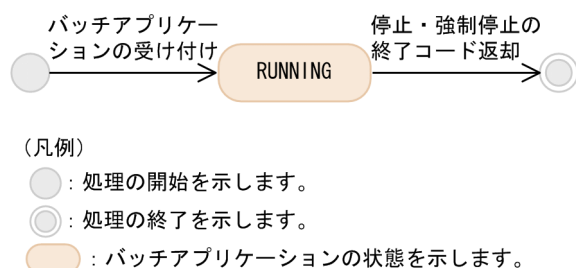 バッチアプリケー
ションの受け付け
停止・強制停止の
終了コード返却
RUNNING
（凡例）
：処理の開始を示します。
：処理の終了を示します。
：バッチアプリケーションの状態を示します。